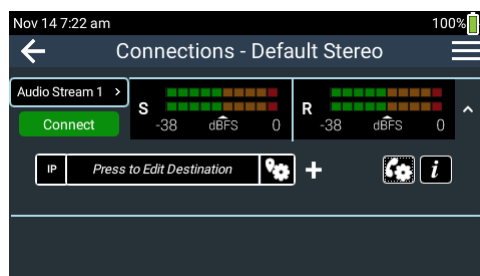 Nov 14 7:22 am 100%
Connections - Default Stereo
Audio Stream 1 >
Connect
S
-38 dBFS 0
R
-38 dBFS 0
IP Press to Edit Destination + i